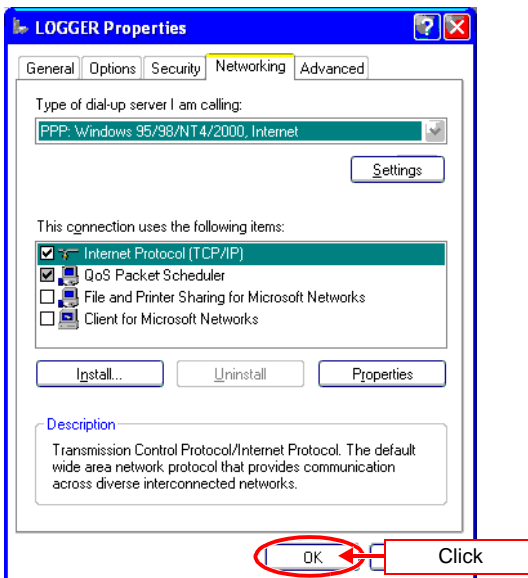 LOGGER Properties
General Options Security Networking Advanced
Type of dial-up server I am calling:
PPP: Windows 95/98/NT4/2000, Internet
Settings
This connection uses the following items:
Internet Protocol (TCP/IP)
QoS Packet Scheduler
File and Printer Sharing for Microsoft Networks
Client for Microsoft Networks
Install... Uninstall Properties
Description
Transmission Control Protocol/Internet Protocol. The default
wide area network protocol that provides communication
across diverse interconnected networks.
OK Click